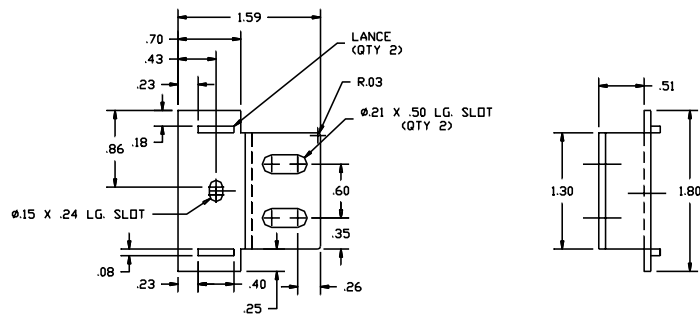 1.59
.70
.43
.23
LANCE
(QTY 2)
R.03
Ø.21 X .50 LG. SLOT
(QTY 2)
.51
.86
.18
.60
1.30
1.80
Ø.15 X .24 LG. SLOT
.35
.08
.23
.40
.25
.26